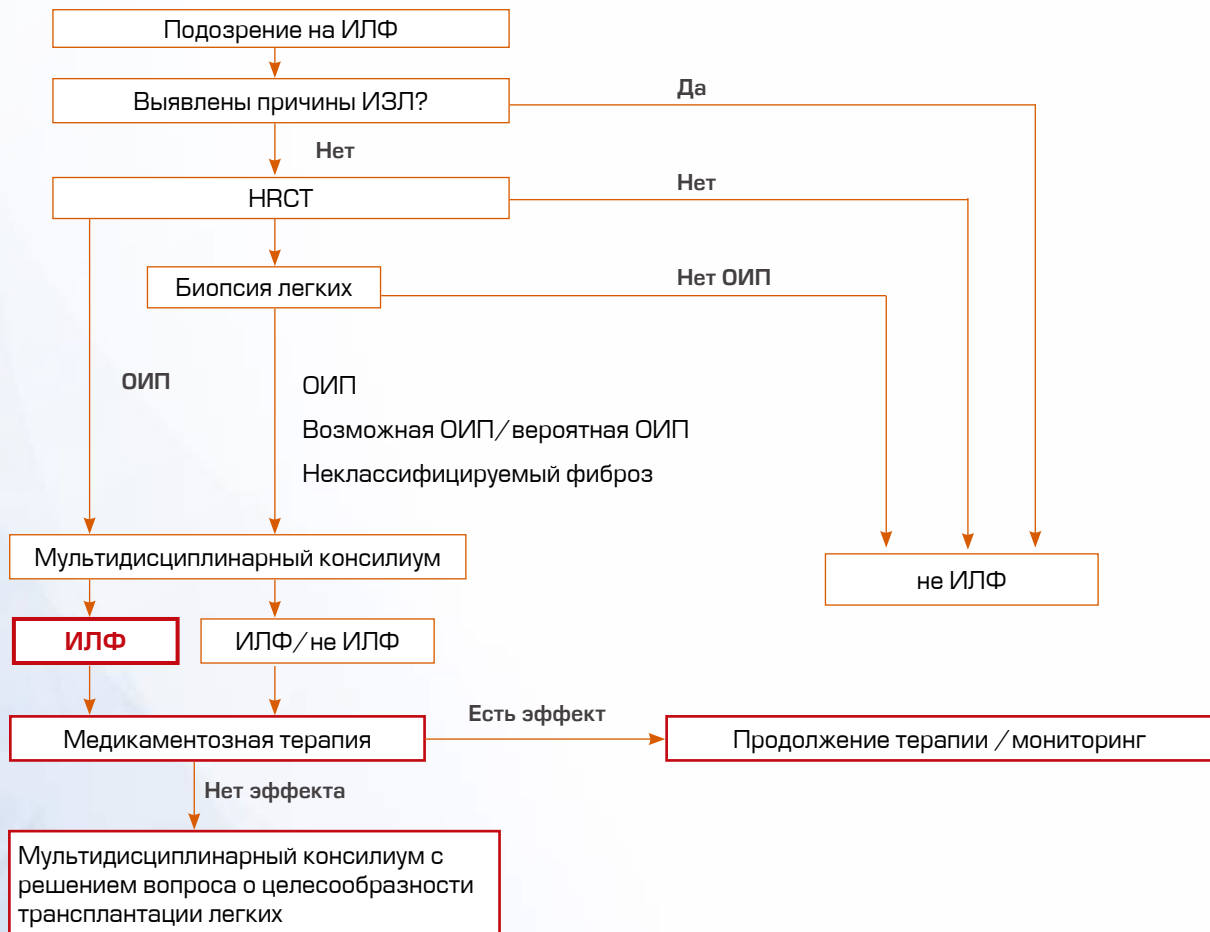 Подозрение на ИЛФ
Выявлены причины ИЗЛ?
Да
Нет
HRCT
Нет
Биопсия легких
Нет ОИП
ОИП
ОИП
Возможная ОИП/вероятная ОИП
Неклассифицируемый фиброз
Мультидисциплинарный консилиум
не ИЛФ
ИЛФ
ИЛФ/не ИЛФ
Медикаментозная терапия
Есть эффект
Продолжение терапии /мониторинг
Нет эффекта
Мультидисциплинарный консилиум с
решением вопроса о целесообразности
трансплантации легких